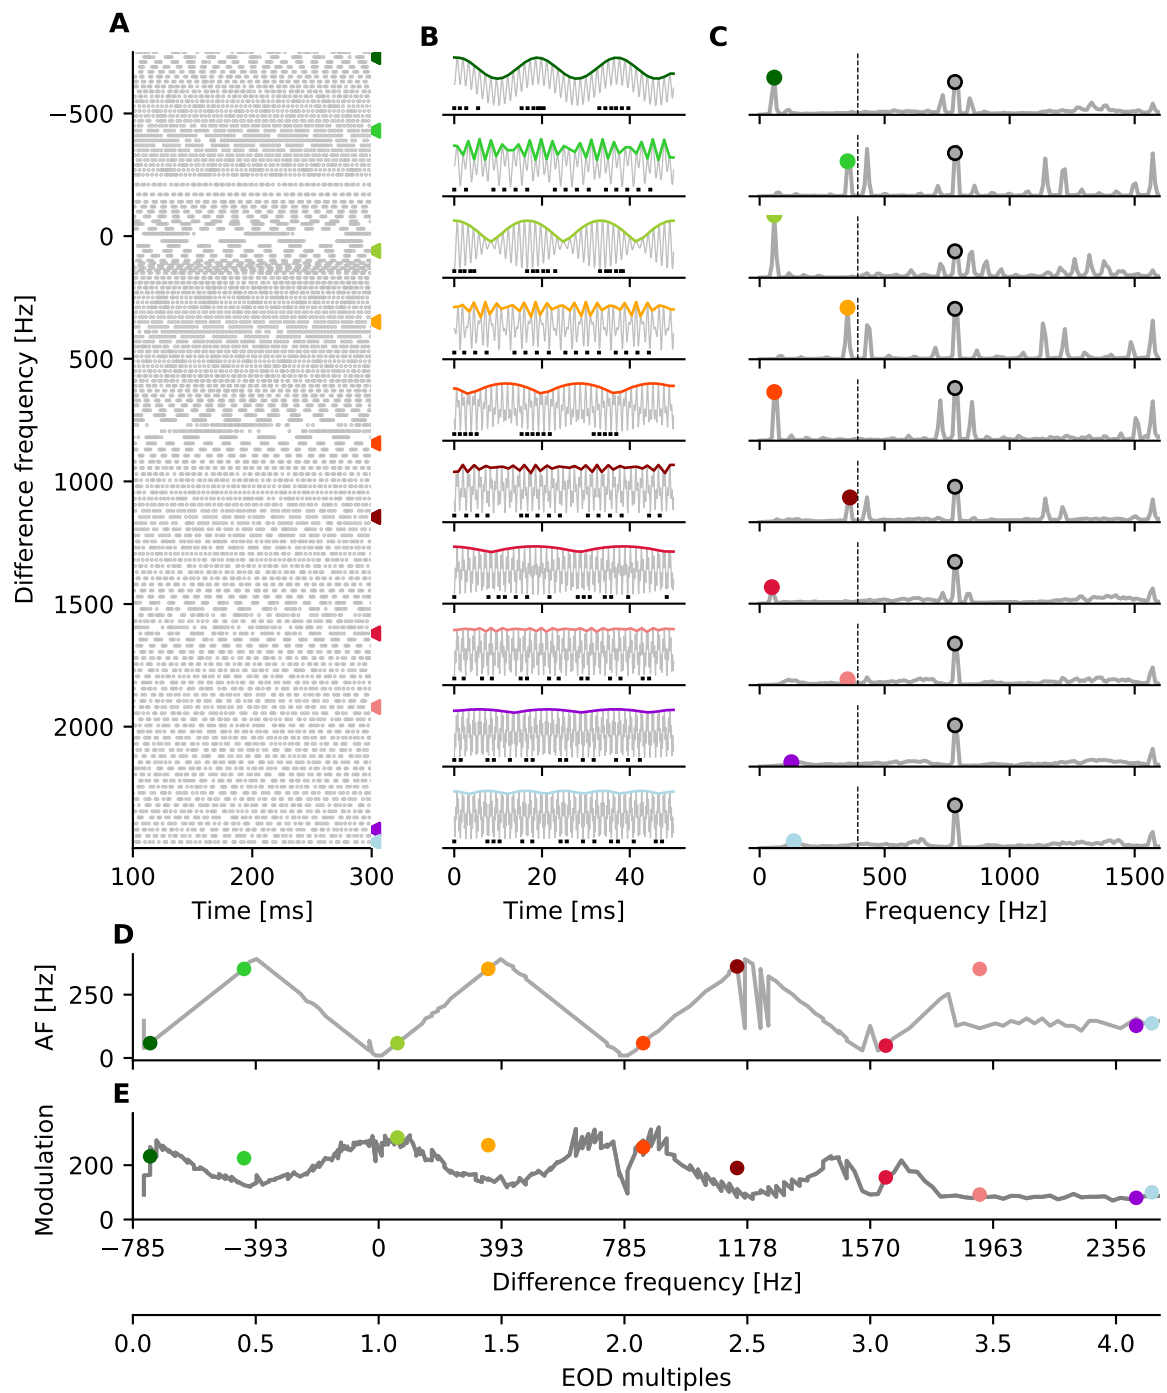 A
B
C
−500
0
500
1000
1500
2000
Difference frequency [Hz]
100 200 300
0 20 40
0 500 1000 1500
Time [ms]
Time [ms]
Frequency [Hz]
D
250
0
AF [Hz]
E
200
0
Modulation
−785 −393 0 393 785 1178 1570 1963 2356
Difference frequency [Hz]
0.0 0.5 1.0 1.5 2.0 2.5 3.0 3.5 4.0
EOD multiples